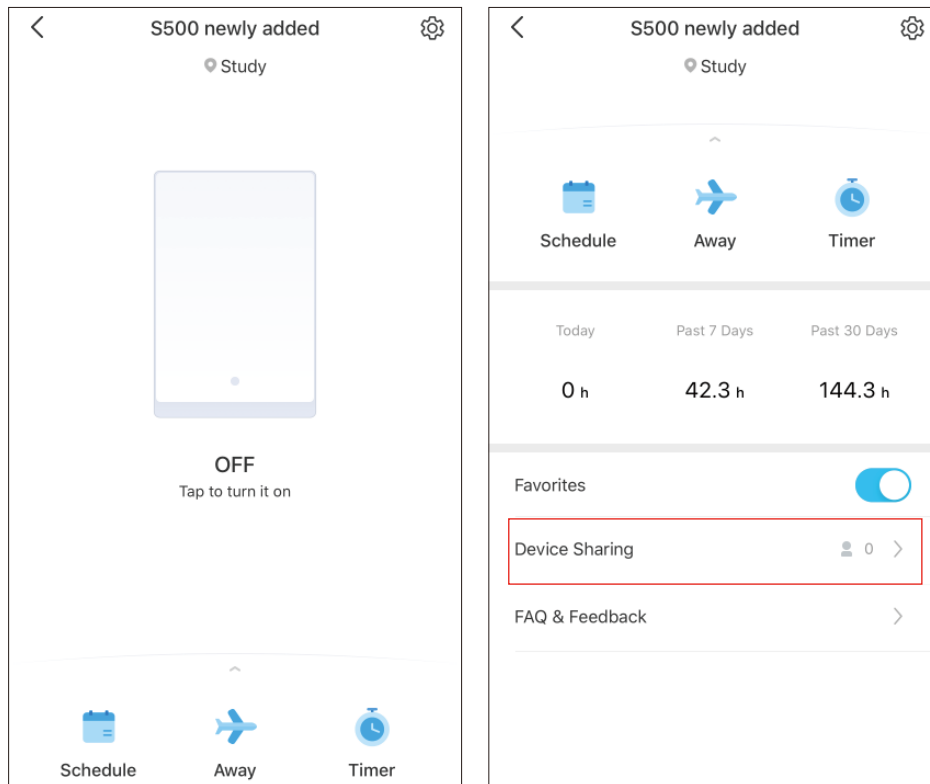 S500 newly added
Study
OFF
Tap to turn it on
Schedule Away Timer
S500 newly added
Study
Schedule Away Timer
Today Past 7 Days Past 30 Days
0 h 42.3 h 144.3 h
Favorites
Device Sharing 0
FAQ & Feedback